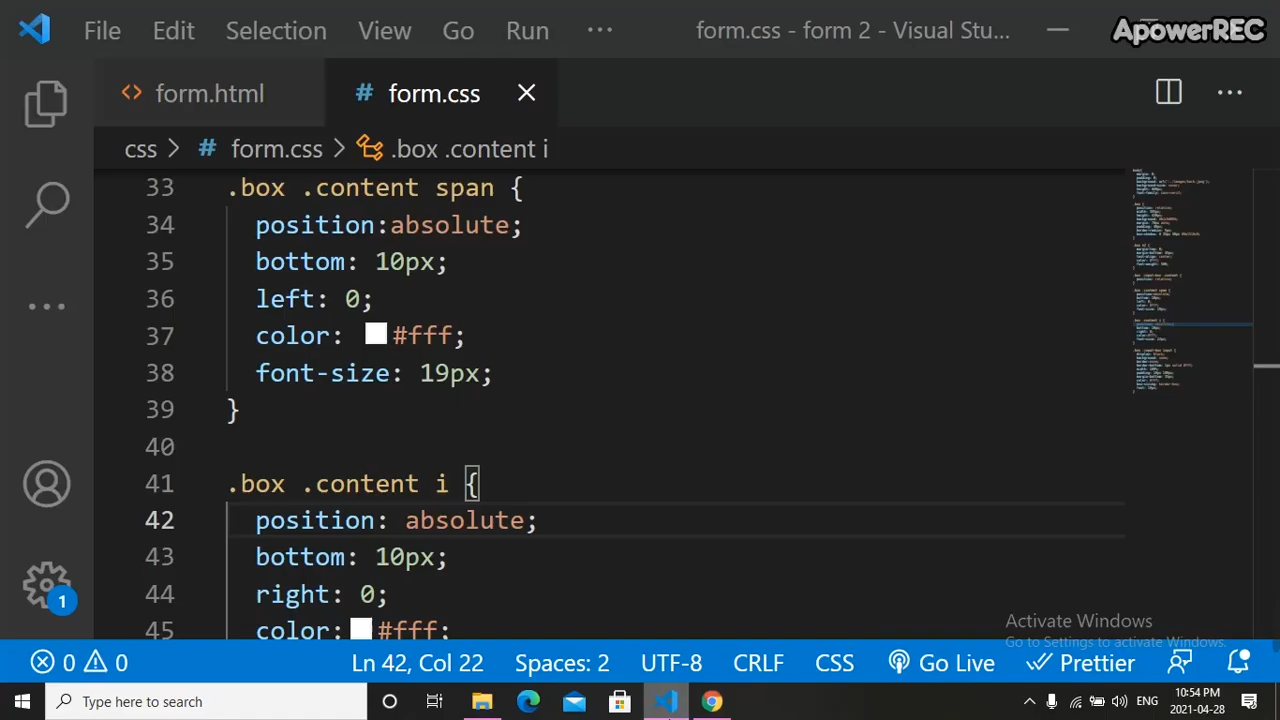 File Edit Selection View Go Run ··· form.css - form 2 - Visual Stu...
ApowerREC
form.html form.css
css > form.css > .box .content i
33 .box .content span {
34 position:abslute;
35 bottom: 10px;
36 left: 0;
37 color: #fff;
38 font-size: 19px;
39 }
40
41 .box .content i {
42 position: absolute;
43 bottom: 10px;
44 right: 0;
45 color: #fff;
1
Activate Windows
Go to Settings to activate Windows.
0 0 Ln 42, Col 22 Spaces: 2 UTF-8 CRLF CSS Go Live Prettier
Type here to search
ENG
10:54 PM
2021-04-28